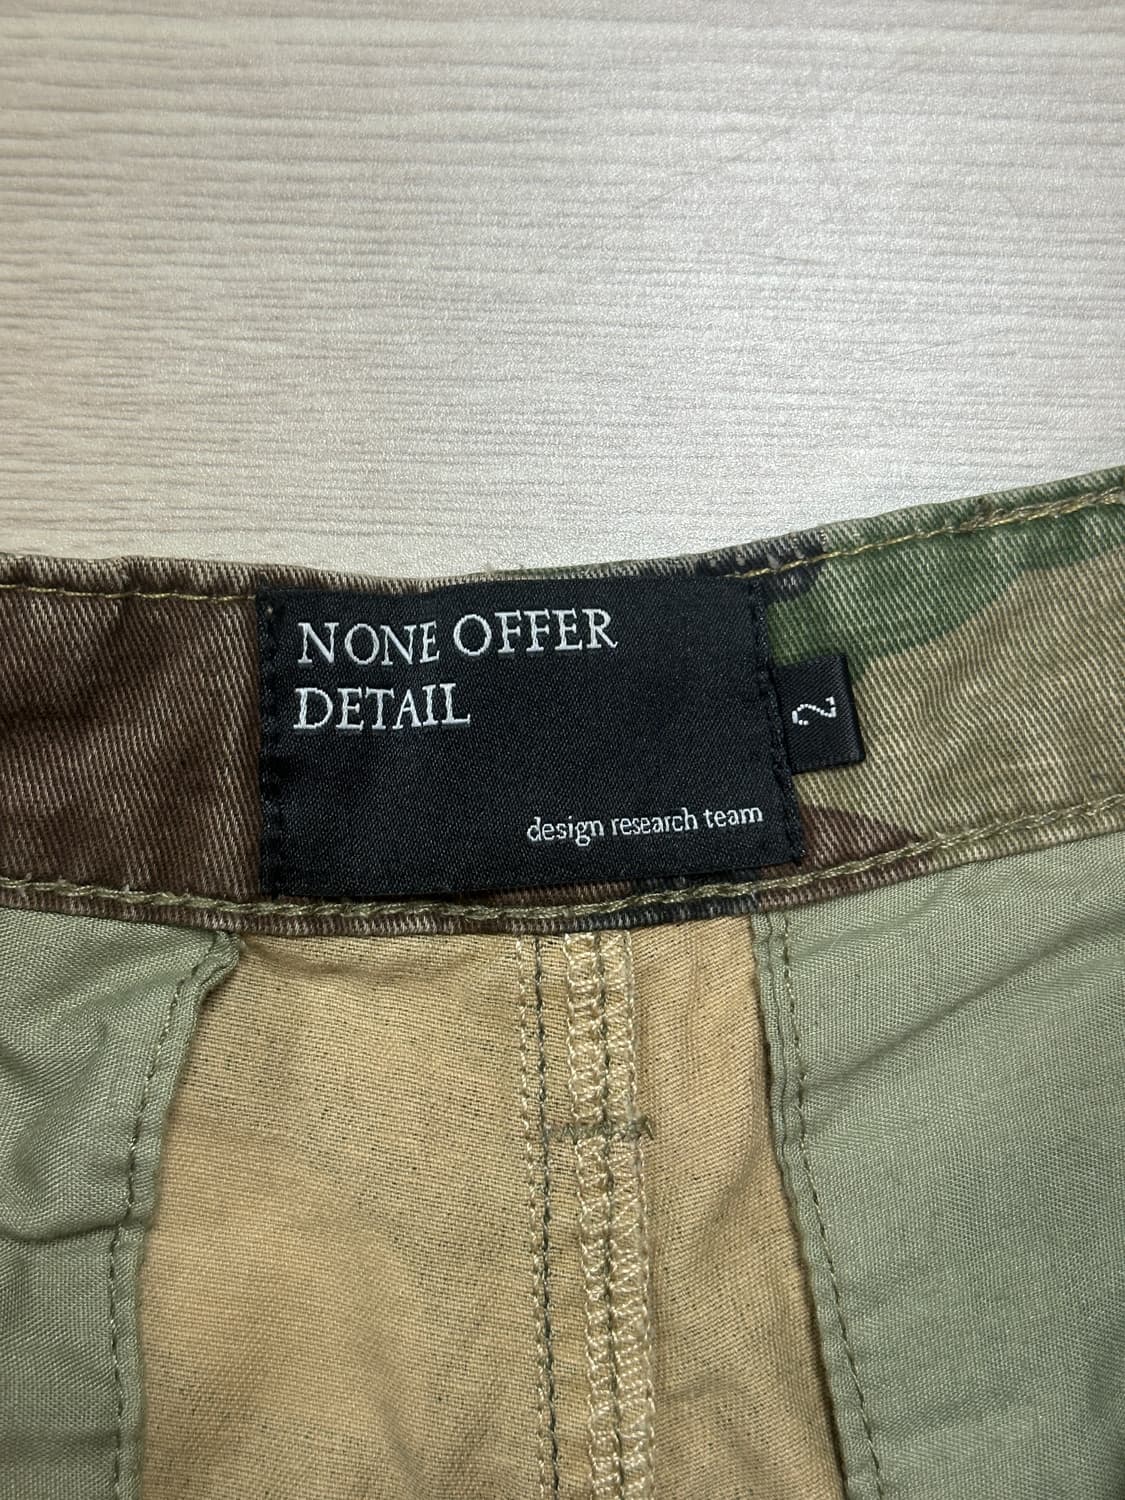 NONE OFFER
DETAIL
design research team
2